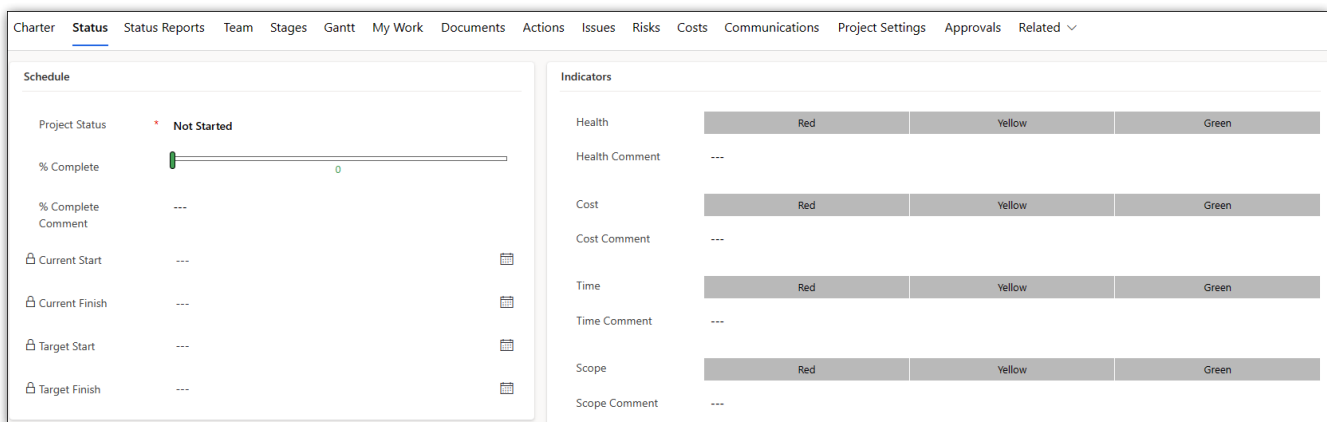 Charter Status Status Reports Team Stages Gantt My Work Documents Actions Issues Risks Costs Communications Project Settings Approvals Related
Schedule
Project Status * Not Started
% Complete
0
% Complete
Comment
---
Current Start ---
Current Finish ---
Target Start ---
Target Finish ---
Indicators
Health Red Yellow Green
Health Comment ---
Cost Red Yellow Green
Cost Comment ---
Time Red Yellow Green
Time Comment ---
Scope Red Yellow Green
Scope Comment ---